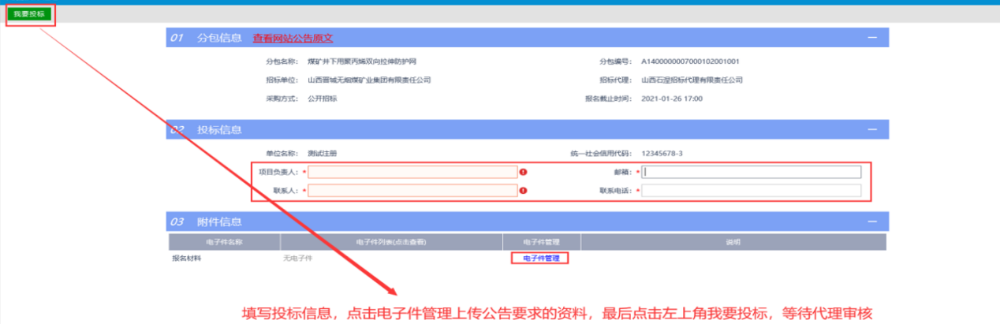 我要投标
01 分包信息 查看网站公告原文
分包名称： 煤矿井下用聚丙烯双向拉伸防护网 分包编号： A1400000007000102001001
招标单位： 山西晋城无烟煤矿业集团有限责任公司 招标代理： 山西石涅招标代理有限责任公司
采购方式： 公开招标 报名截止时间： 2021-01-26 17:00
02 投标信息
单位名称： 测试注册 统一社会信用代码： 12345678-3
项目负责人： * 邮箱： *
联系人： * 联系电话： *
03 附件信息
电子件名称 电子件列表(点击查看) 电子件管理 说明
报名材料 无电子件 电子件管理
填写投标信息，点击电子件管理上传公告要求的资料，最后点击左上角我要投标，等待代理审核